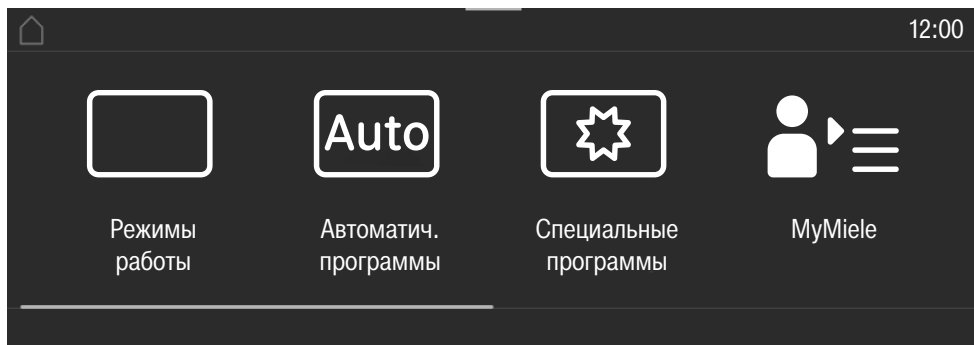 12:00
Auto
Режимы
работы
Автоматич.
программы
Специальные
программы
MyMiele